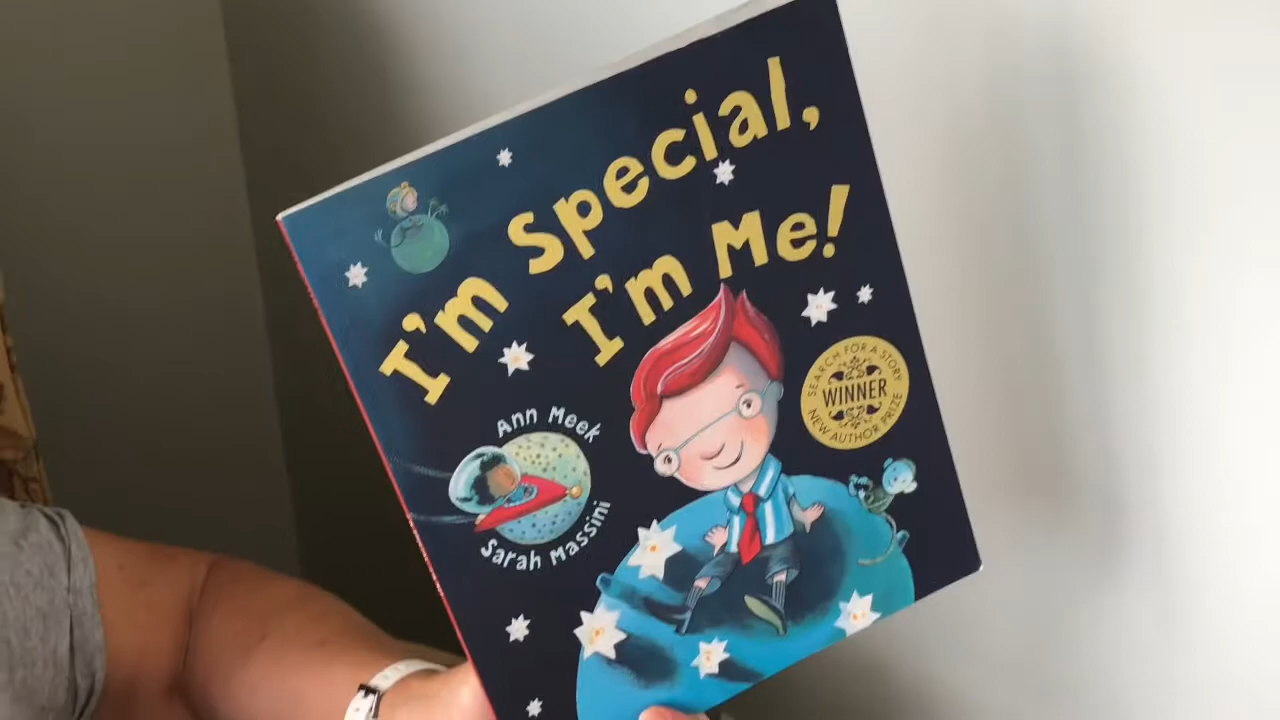 I'm Special,
I'm Me!
Ann Meek
Sarah Massini
SEARCH FOR A STORY
WINNER
NEW AUTHOR PRIZE